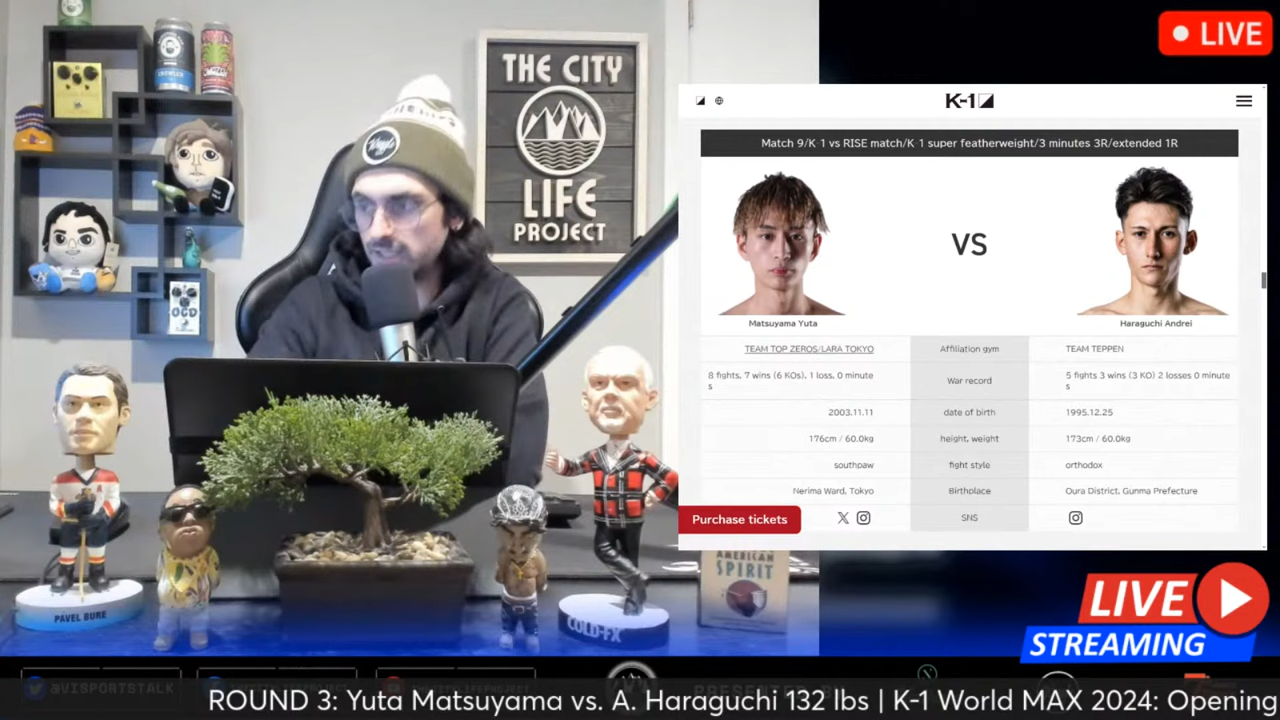 LIVE
THE CITY
LIFE
PROJECT
K-1
Match 9/K 1 vs RISE match/K 1 super featherweight/3 minutes 3R/extended 1R
VS
Matsuyama Yuta
Haraguchi Andrei
TEAM TOP ZEROS/LARA TOKYO
Affiliation gym
TEAM TEPPEN
8 fights, 7 wins (6 KOs), 1 loss, 0 minute
s
War record
5 fights 3 wins (3 KO) 2 losses 0 minute
s
2003.11.11
date of birth
1995.12.25
176cm / 60.0kg
height, weight
173cm / 60.0kg
southpaw
fight style
orthodox
Nerima Ward, Tokyo
Birthplace
Oura District, Gunma Prefecture
Purchase tickets
SNS
OCD
PAVEL BURE
COLD-FX
AMERICAN
SPIRIT
LIVE
STREAMING
@VISPORTSTALK
ROUND 3: Yuta Matsuyama vs. A. Haraguchi 132 lbs | K-1 World MAX 2024: Opening